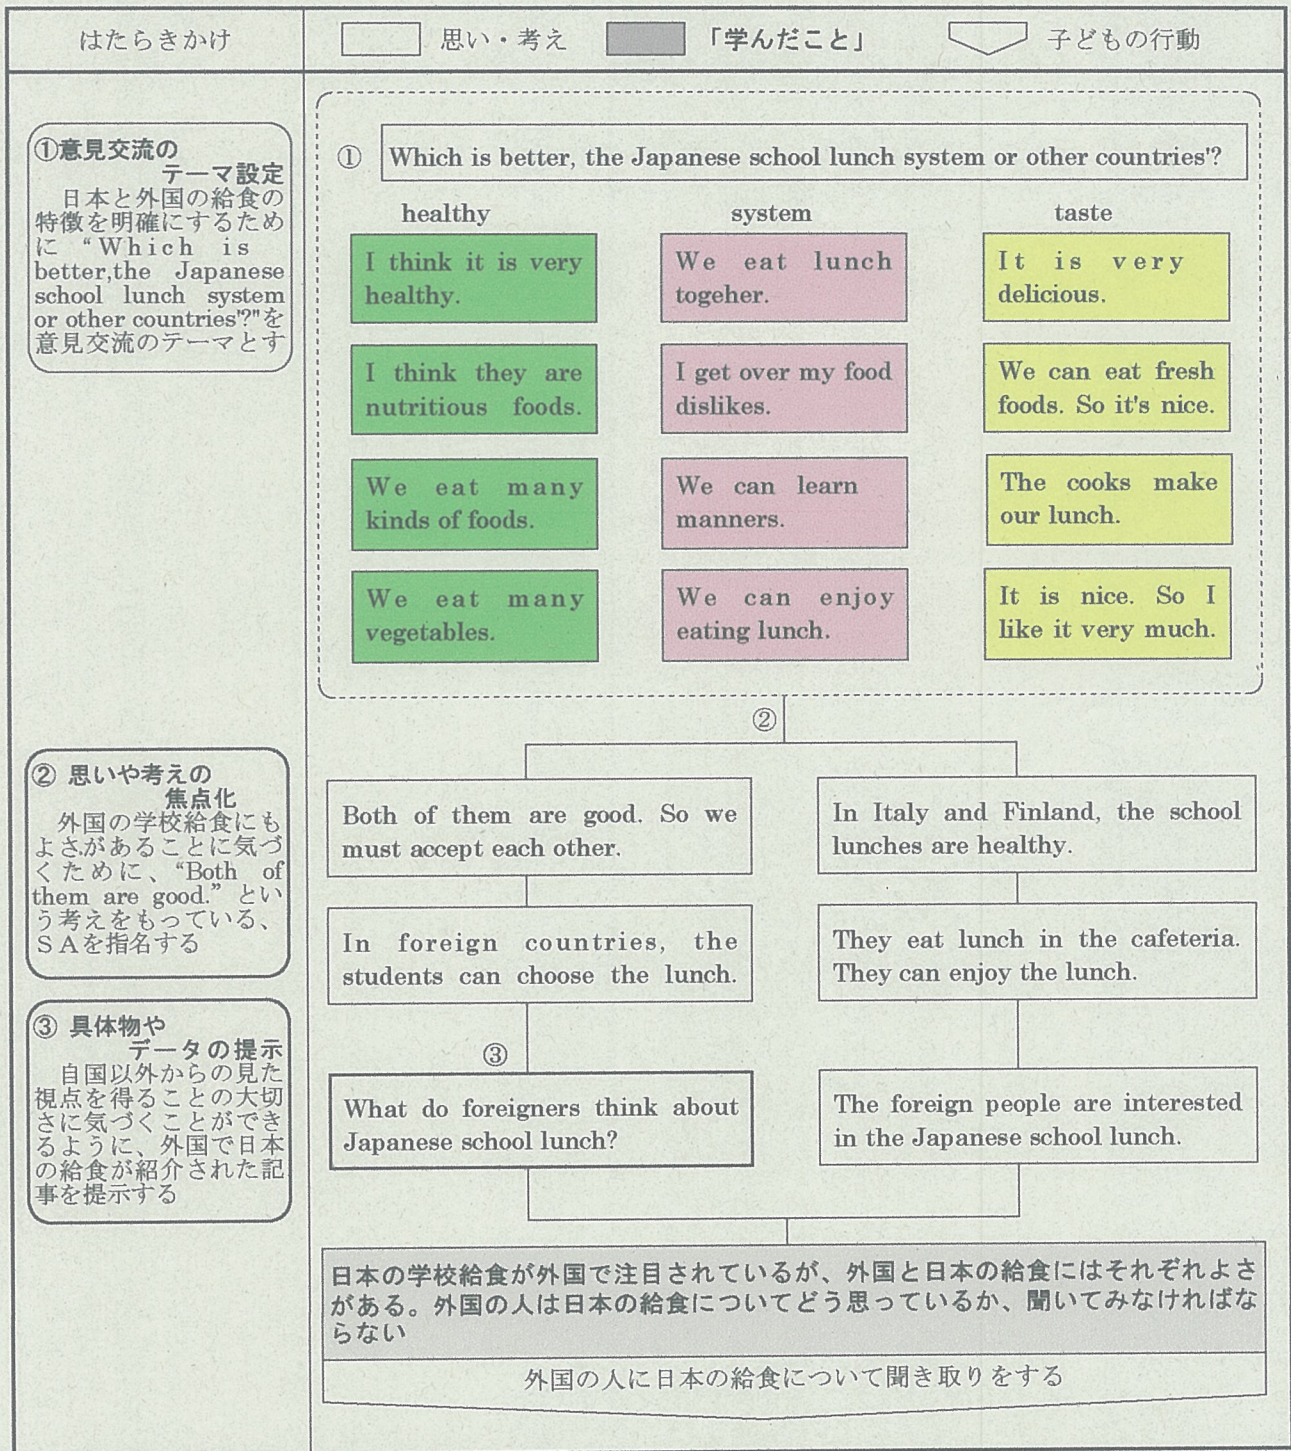 はたらきかけ
思い・考え
「学んだこと」
子どもの行動
①意見交流の
テーマ設定
日本と外国の給食の
特徴を明確にするため
に “Which is
better,the Japanese
school lunch system
or other countries'?"を
意見交流のテーマとす
①
Which is better, the Japanese school lunch system or other countries'?
healthy
I think it is very
healthy.
I think they are
nutritious foods.
We eat many
kinds of foods.
We eat many
vegetables.
system
We eat lunch
togeher.
I get over my food
dislikes.
We can learn
manners.
We can enjoy
eating lunch.
taste
It is very
delicious.
We can eat fresh
foods. So it's nice.
The cooks make
our lunch.
It is nice. So I
like it very much.
② 思いや考えの
焦点化
外国の学校給食にも
よさがあることに気づ
くために、“Both of
them are good.” とい
う考えをもっている、
SAを指名する
②
Both of them are good. So we
must accept each other.
In foreign countries, the
students can choose the lunch.
In Italy and Finland, the school
lunches are healthy.
They eat lunch in the cafeteria.
They can enjoy the lunch.
③ 具体物や
データの提示
自国以外からの見た
視点を得ることの大切
さに気づくことができ
るように、外国で日本
の給食が紹介された記
事を提示する
③
What do foreigners think about
Japanese school lunch?
The foreign people are interested
in the Japanese school lunch.
日本の学校給食が外国で注目されているが、外国と日本の給食にはそれぞれよさ
がある。外国の人は日本の給食についてどう思っているか、聞いてみなければな
らない
外国の人に日本の給食について聞き取りをする